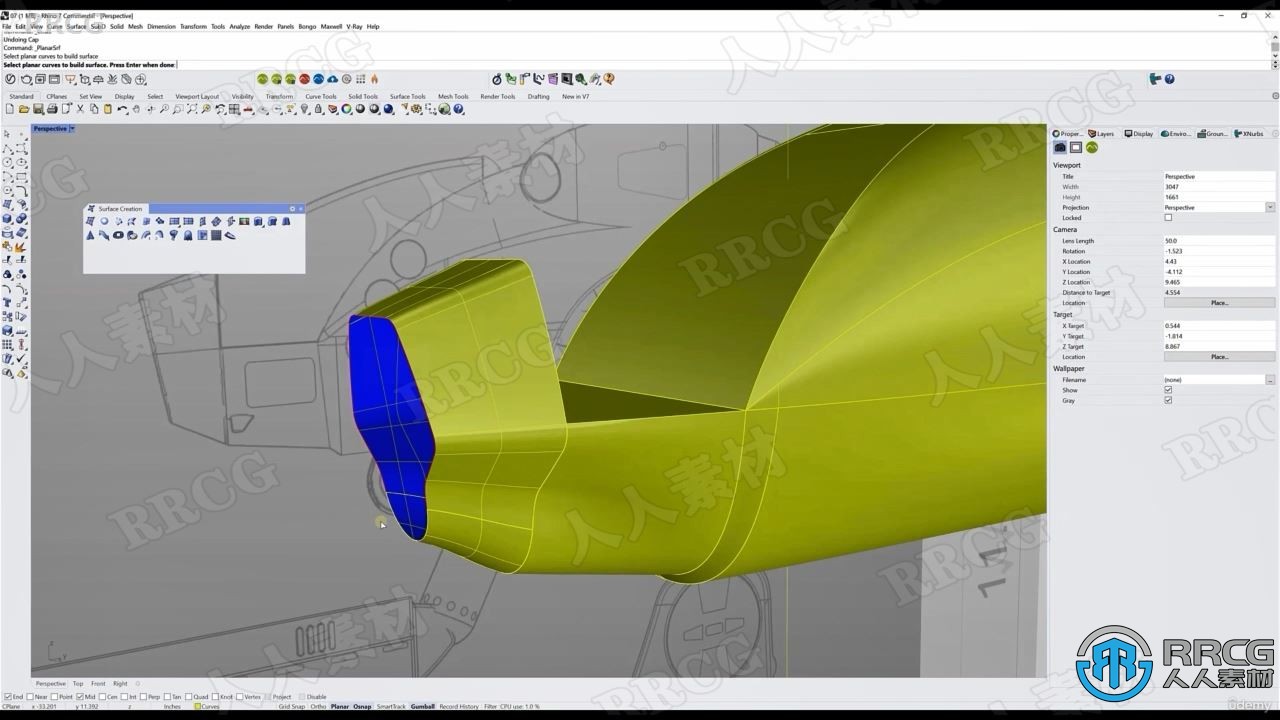 07 (1 MB) - Rhino 7 Commercial - [Perspective]
File Edit View Curve Surface SubD Solid Mesh Dimension Transform Tools Analyze Render Panels Bongo Maxwell V-Ray Help
Undoing Cap
Command: _PlanarSrf
Select planar curves to build surface
Select planar curves to build surface. Press Enter when done:
Standard CPlanes Set View Display Select Viewport Layout Visibility Transform Curve Tools Surface Tools Solid Tools SubD Tools Mesh Tools Render Tools Drafting New in V7
Perspective
Surface Creation
Proper... Layers Display Enviro... Groun... XNurbs
Viewport
Title Perspective
Width 3047
Height 1661
Projection Perspective
Locked
Camera
Lens Length 50.0
Rotation -1.523
X Location 4.43
Y Location -4.112
Z Location 9.465
Distance to Target 4.554
Location Place...
Target
X Target 0.544
Y Target -1.814
Z Target 8.867
Location Place...
Wallpaper
Filename (none) ...
Show
Gray
z
y
Perspective Top Front Right
End Near Point Mid Cen Int Perp Tan Quad Knot Vertex Project Disable
CPlane x -33.201 y 11.392 z Inches Curves Grid Snap Ortho Planar Osnap SmartTrack Gumball Record History Filter CPU use: 1.0 %
RRCG
人人素材
ûdemy